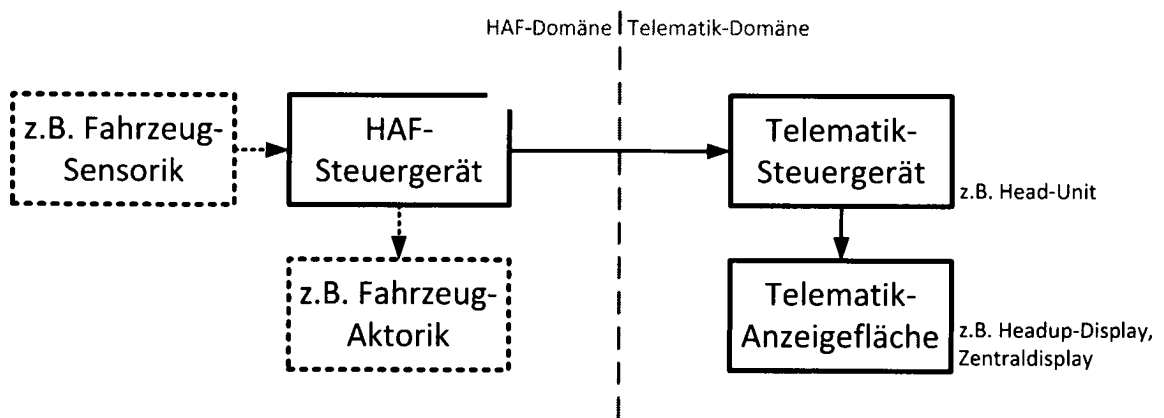 HAF-Domäne Telematik-Domäne
z.B. Fahrzeug-
Sensorik
HAF-
Steuergerät
Telematik-
Steuergerät
z.B. Head-Unit
z.B. Fahrzeug-
Aktorik
Telematik-
Anzeigefläche
z.B. Headup-Display,
Zentraldisplay